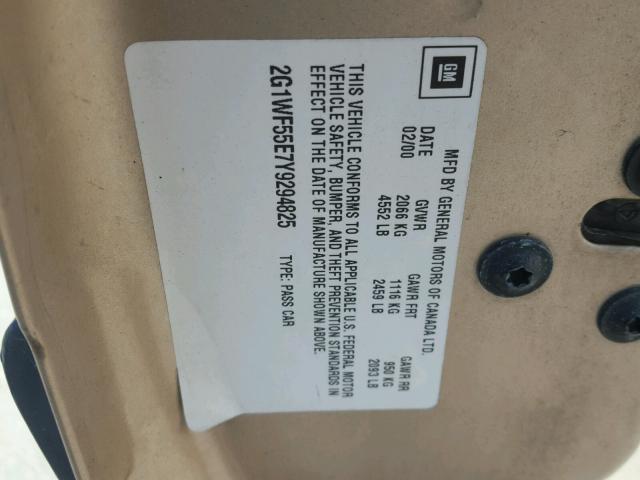 GM
MFD BY GENERAL MOTORS OF CANADA LTD.
DATE GVWR GAWR FRT GAWR RR
02/00 2066 KG 1116 KG 950 KG
4552 LB 2459 LB 2093 LB
THIS VEHICLE CONFORMS TO ALL APPLICABLE U.S. FEDERAL MOTOR
VEHICLE SAFETY, BUMPER, AND THEFT PREVENTION STANDARDS IN
EFFECT ON THE DATE OF MANUFACTURE SHOWN ABOVE.
2G1WF55E7Y9294825 TYPE: PASS CAR